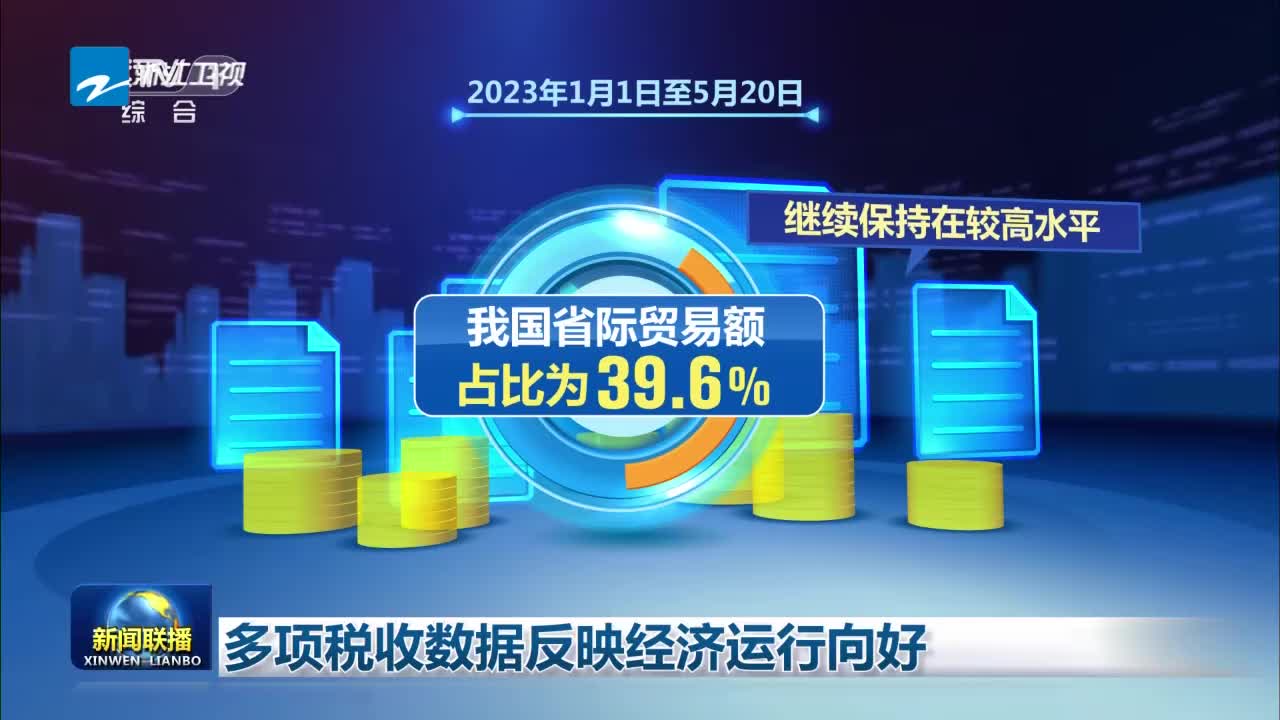 卫视
综合
2023年1月1日至5月20日
继续保持在较高水平
我国省际贸易额
占比为39.6%
新闻联播
XINWEN LIANBO
多项税收数据反映经济运行向好